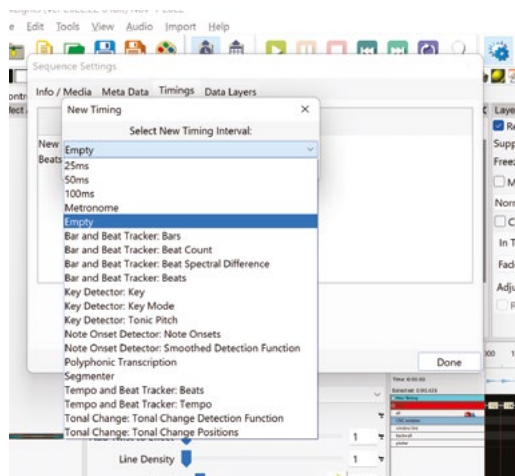 Edit Tools View Audio Import Help
Sequence Settings
Info / Media Meta Data Timings Data Layers
New Timing
Select New Timing Interval:
New
Beats
Empty
25ms
50ms
100ms
Metronome
Empty
Bar and Beat Tracker: Bars
Bar and Beat Tracker: Beat Count
Bar and Beat Tracker: Beat Spectral Difference
Bar and Beat Tracker: Beats
Key Detector: Key
Key Detector: Key Mode
Key Detector: Tonic Pitch
Note Onset Detector: Note Onsets
Note Onset Detector: Smoothed Detection Function
Polyphonic Transcription
Segmenter
Tempo and Beat Tracker: Beats
Tempo and Beat Tracker: Tempo
Tonal Change: Tonal Change Detection Function
Tonal Change: Tonal Change Positions
Done
1
Line Density
1
Laye
Re
Supp
Free
M
Norr
C
In T
Fad
Adju